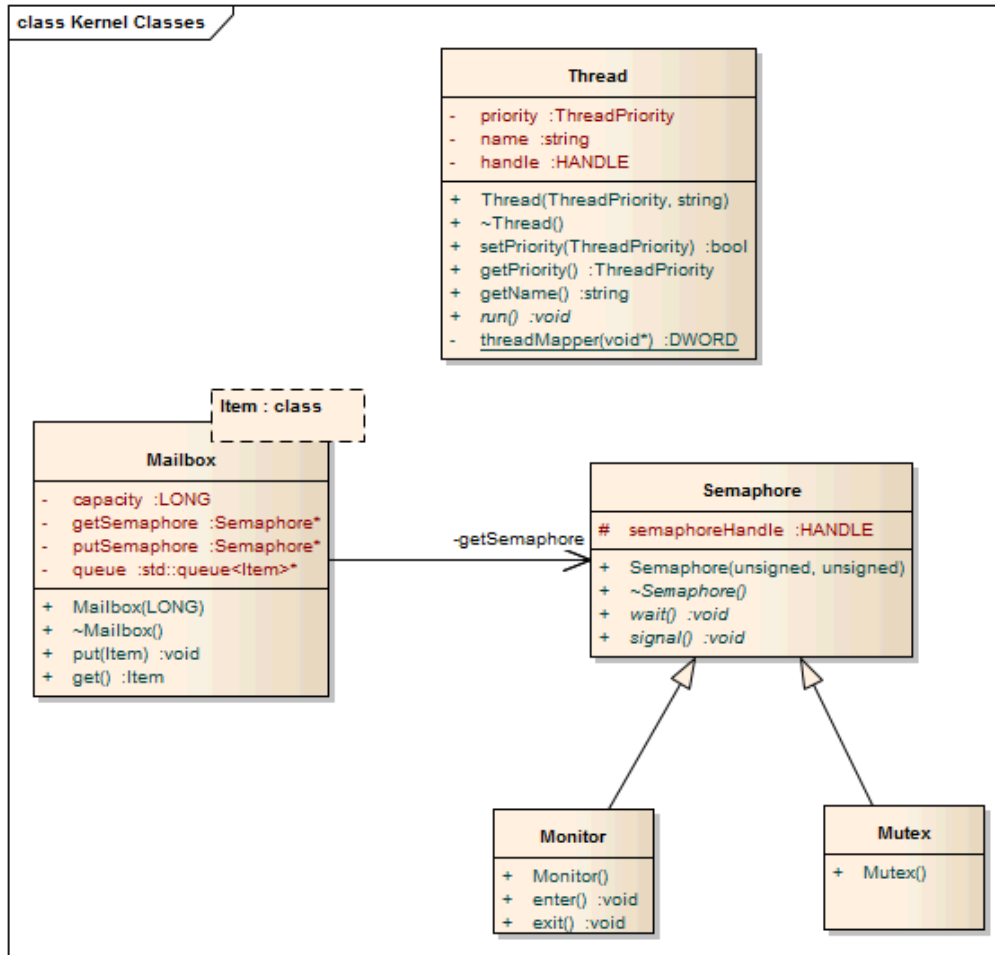 class Kernel Classes
Thread
- priority :ThreadPriority
- name :string
- handle :HANDLE
+ Thread(ThreadPriority, string)
+ ~Thread()
+ setPriority(ThreadPriority) :bool
+ getPriority() :ThreadPriority
+ getName() :string
+ run() :void
- threadMapper(void*) :DWORD
Item : class
Mailbox
- capacity :LONG
- getSemaphore :Semaphore*
- putSemaphore :Semaphore*
- queue :std::queue<Item>*
+ Mailbox(LONG)
+ ~Mailbox()
+ put(Item) :void
+ get() :Item
-getSemaphore
Semaphore
# semaphoreHandle :HANDLE
+ Semaphore(unsigned, unsigned)
+ ~Semaphore()
+ wait() :void
+ signal() :void
Monitor
+ Monitor()
+ enter() :void
+ exit() :void
Mutex
+ Mutex()